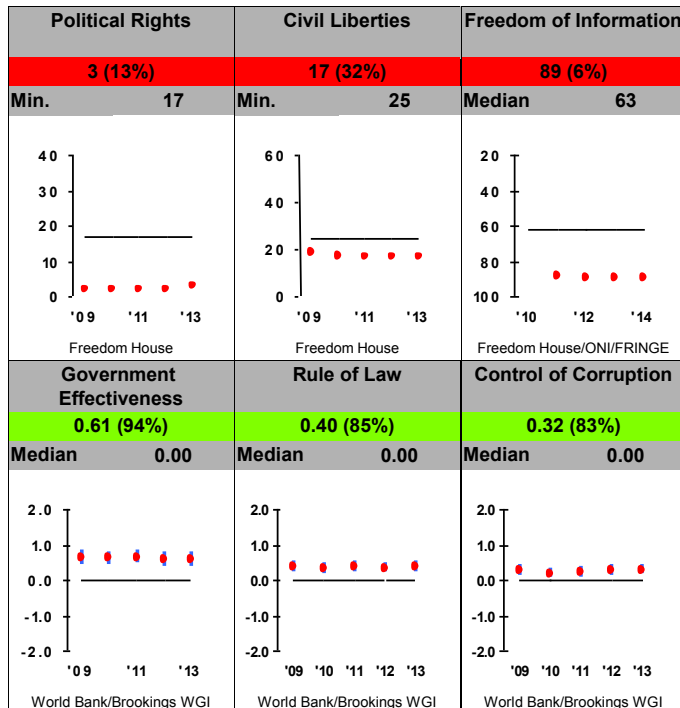 Political Rights
3 (13%)
Min. 17
40
30
20
10
0
'09 '11 '13
Freedom House
Civil Liberties
17 (32%)
Min. 25
60
40
20
0
'09 '11 '13
Freedom House
Freedom of Information
89 (6%)
Median 63
20
40
60
80
100
'10 '12 '14
Freedom House/ONI/FRINGE
Government
Effectiveness
0.61 (94%)
Median 0.00
2.0
1.0
0.0
-1.0
-2.0
'09 '11 '13
World Bank/Brookings WGI
Rule of Law
0.40 (85%)
Median 0.00
2.0
1.0
0.0
-1.0
-2.0
'09 '10 '11 '12 '13
World Bank/Brookings WGI
Control of Corruption
0.32 (83%)
Median 0.00
2.0
1.0
0.0
-1.0
-2.0
'09 '10 '11 '12 '13
World Bank/Brookings WGI